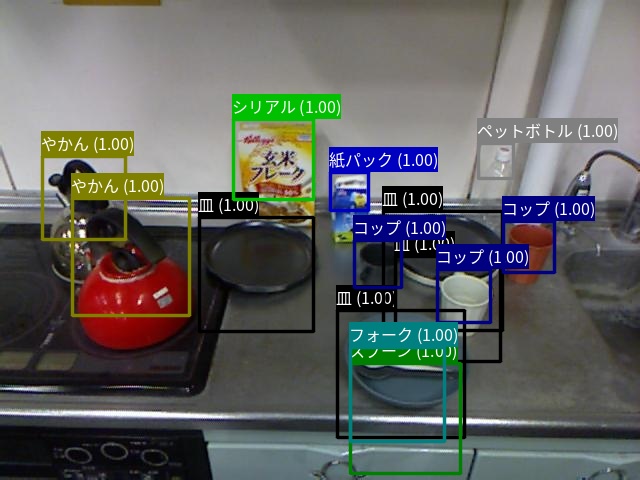 シリアル (1.00)
ペットボトル (1.00)
やかん (1.00)
Kellogg's
玄米
フレーク
紙パック (1.00)
やかん (1.00)
皿 (1.00)
皿 (1.00)
コップ (1.00)
コップ (1.00)
皿 (1.00)
コップ (1.00)
皿 (1.00)
フォーク (1.00)
スプーン (1.00)